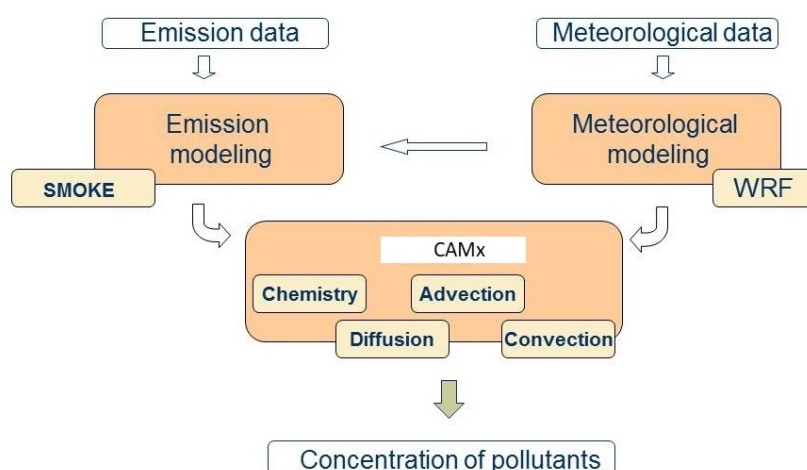 Emission data
Meteorological data
Emission
modeling
Meteorological
modeling
SMOKE
WRF
CAMx
Chemistry
Advection
Diffusion
Convection
Concentration of pollutants